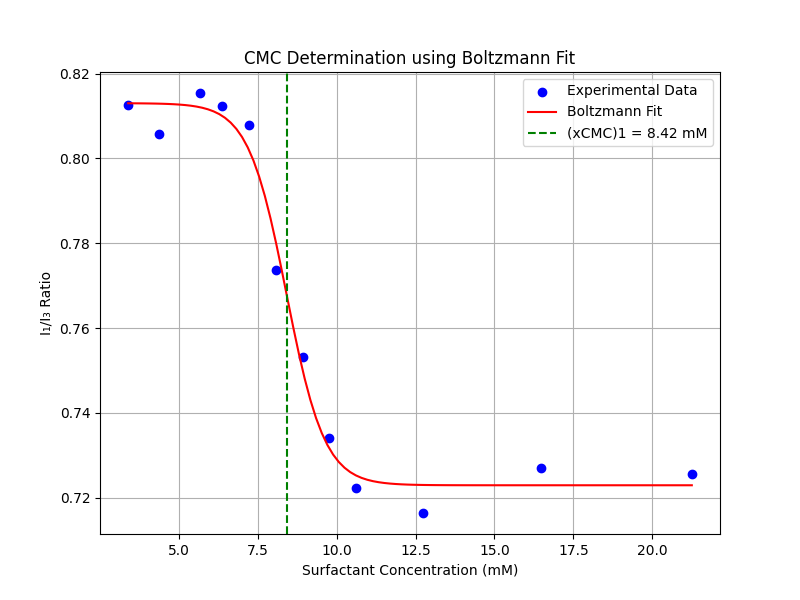 CMC Determination using Boltzmann Fit
Experimental Data
Boltzmann Fit
(xCMC)1 = 8.42 mM
0.82
0.80
0.78
0.76
0.74
0.72
I₁/I₃ Ratio
5.0 7.5 10.0 12.5 15.0 17.5 20.0
Surfactant Concentration (mM)